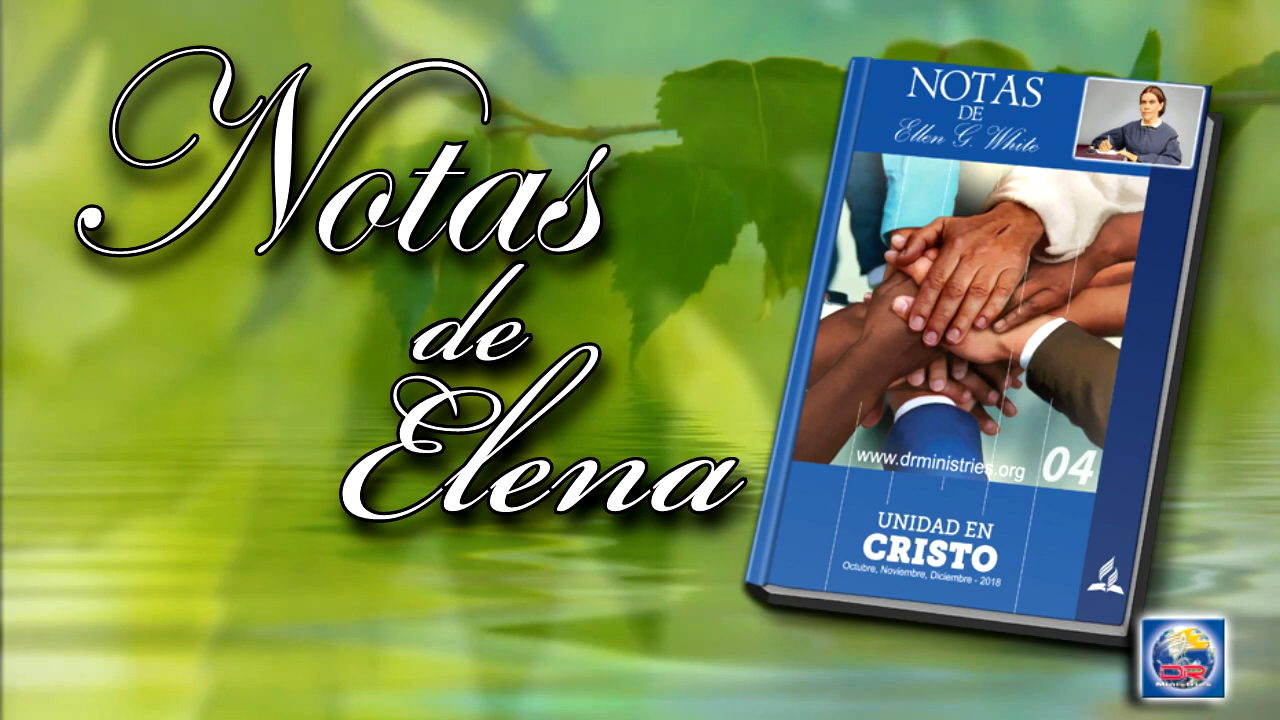 Notas
de
Elena
NOTAS
DE
Ellen G. White
www.drministries.org
04
UNIDAD EN
CRISTO
Octubre, Noviembre, Diciembre - 2018
DR
Ministries